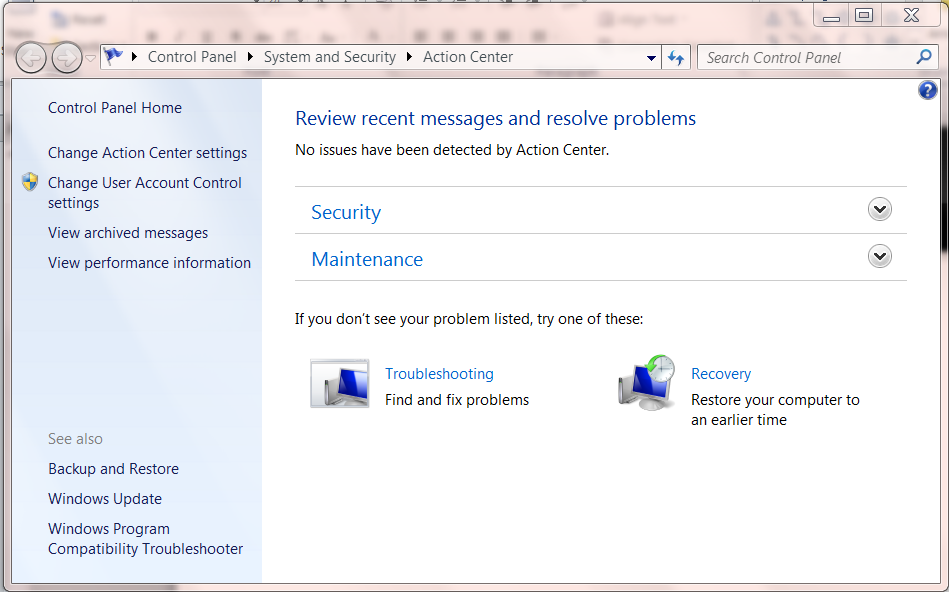 Control Panel System and Security Action Center Search Control Panel
Control Panel Home
Change Action Center settings
Change User Account Control
settings
View archived messages
View performance information
See also
Backup and Restore
Windows Update
Windows Program
Compatibility Troubleshooter
Review recent messages and resolve problems
No issues have been detected by Action Center.
Security
Maintenance
If you don't see your problem listed, try one of these:
Troubleshooting
Find and fix problems
Recovery
Restore your computer to
an earlier time